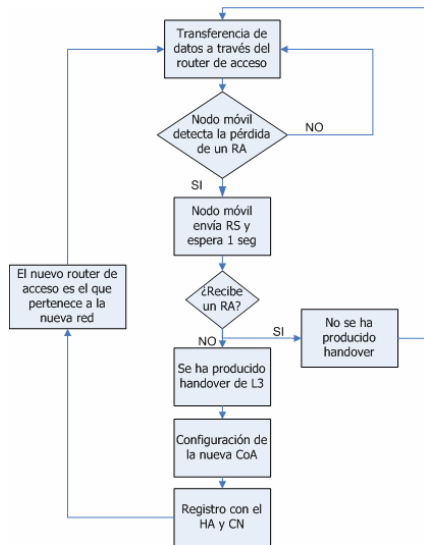 Transferencia de
datos a través del
router de acceso
Nodo móvil
detecta la pérdida
de un RA
NO
SI
Nodo móvil
envía RS y
espera 1 seg
El nuevo router de
acceso es el que
pertenece a la
nueva red
¿Recibe
un RA?
SI
No se ha
producido
handover
NO
Se ha producido
handover de L3
Configuración de
la nueva CoA
Registro con el
HA y CN